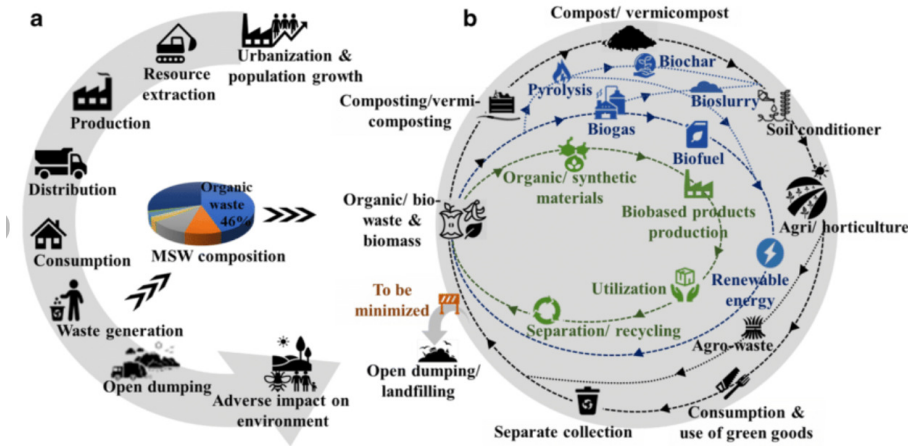 a
Urbanization &
population growth
Resource
extraction
Production
Distribution
Consumption
Waste generation
Open dumping
Adverse impact on
environment
Organic
waste
46%
MSW composition
b
Compost/ vermicompost
Composting/vermi-
composting
Pyrolysis
Biochar
Bioslurry
Biogas
Soil conditioner
Biofuel
Organic/ synthetic
materials
Organic/ bio-
waste &
biomass
Biobased products
production
Agri/ horticulture
To be
minimized
Utilization
Renewable
energy
Separation/ recycling
Agro-waste
Open dumping/
landfilling
Separate collection
Consumption &
use of green goods